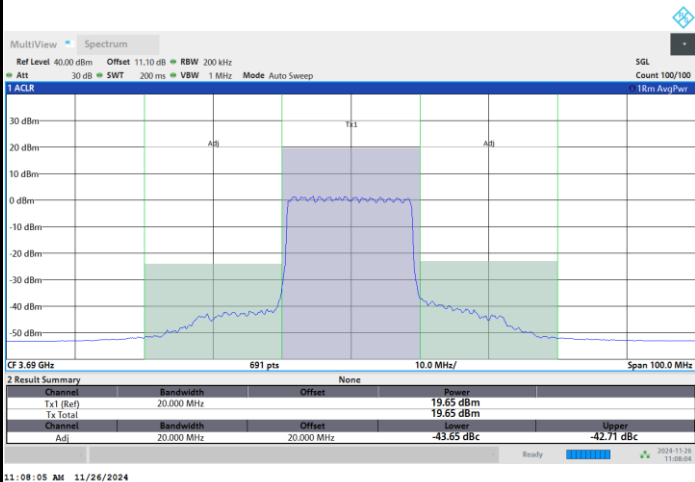 MultiView Spectrum
Ref Level 40.00 dBm Offset 11.10 dB RBW 200 kHz SGL
Att 30 dB SWT 200 ms VBW 1 MHz Mode Auto Sweep Count 100/100
1 ACLR 1Rm AvgPwr
30 dBm
Tx1
20 dBm
Adj Adj
10 dBm
0 dBm
-10 dBm
-20 dBm
-30 dBm
-40 dBm
-50 dBm
CF 3.69 GHz 691 pts 10.0 MHz/ Span 100.0 MHz
2 Result Summary None
Channel Bandwidth Offset Power
Tx1 (Ref) 20.000 MHz 19.65 dBm
Tx Total 19.65 dBm
Channel Bandwidth Offset Lower Upper
Adj 20.000 MHz 20.000 MHz -43.65 dBc -42.71 dBc
Ready 2024-11-26
11:08:04
11:08:05 AM 11/26/2024